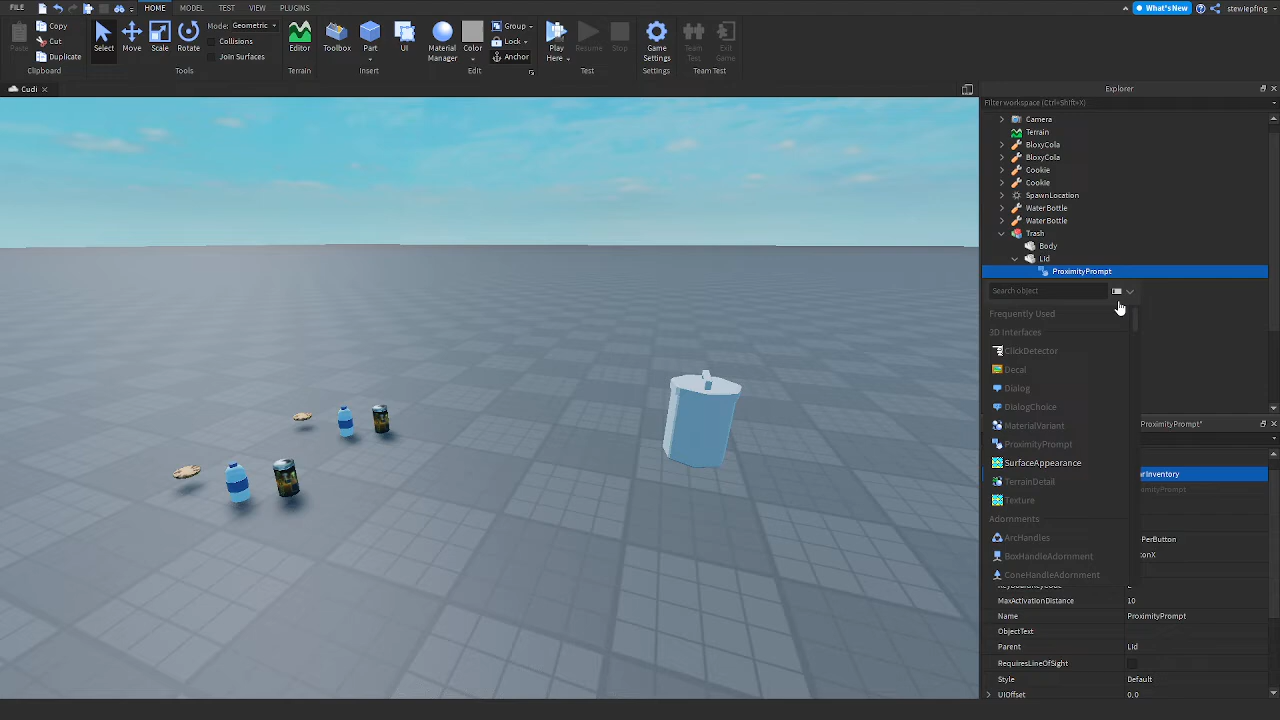 FILE HOME MODEL TEST VIEW PLUGINS What's New stewiepfing
Paste Copy Cut Duplicate Clipboard
Select Move Scale Rotate Mode: Geometric Collisions Join Surfaces Tools
Editor Terrain
Toolbox Part UI Insert
Material Manager Color Group Lock Anchor Edit
Play Here Resume Stop Test
Game Settings Settings
Team Test Exit Game Team Test
Cudi
Explorer
Filter workspace (Ctrl+Shift+X)
Camera
Terrain
BloxyCola
BloxyCola
Cookie
Cookie
SpawnLocation
Water Bottle
Water Bottle
Trash
Body
Lid
ProximityPrompt
Search object
Frequently Used
3D Interfaces
ClickDetector
Decal
Dialog
DialogChoice
MaterialVariant
ProximityPrompt
SurfaceAppearance
TerrainDetail
Texture
Adornments
ArcHandles
BoxHandleAdornment
ConeHandleAdornment
ProximityPrompt"
arInventory
ximityPrompt
PerButton
onX
MaxActivationDistance 10
Name ProximityPrompt
ObjectText
Parent Lid
RequiresLineOfSight
Style Default
UIOffset 0,0